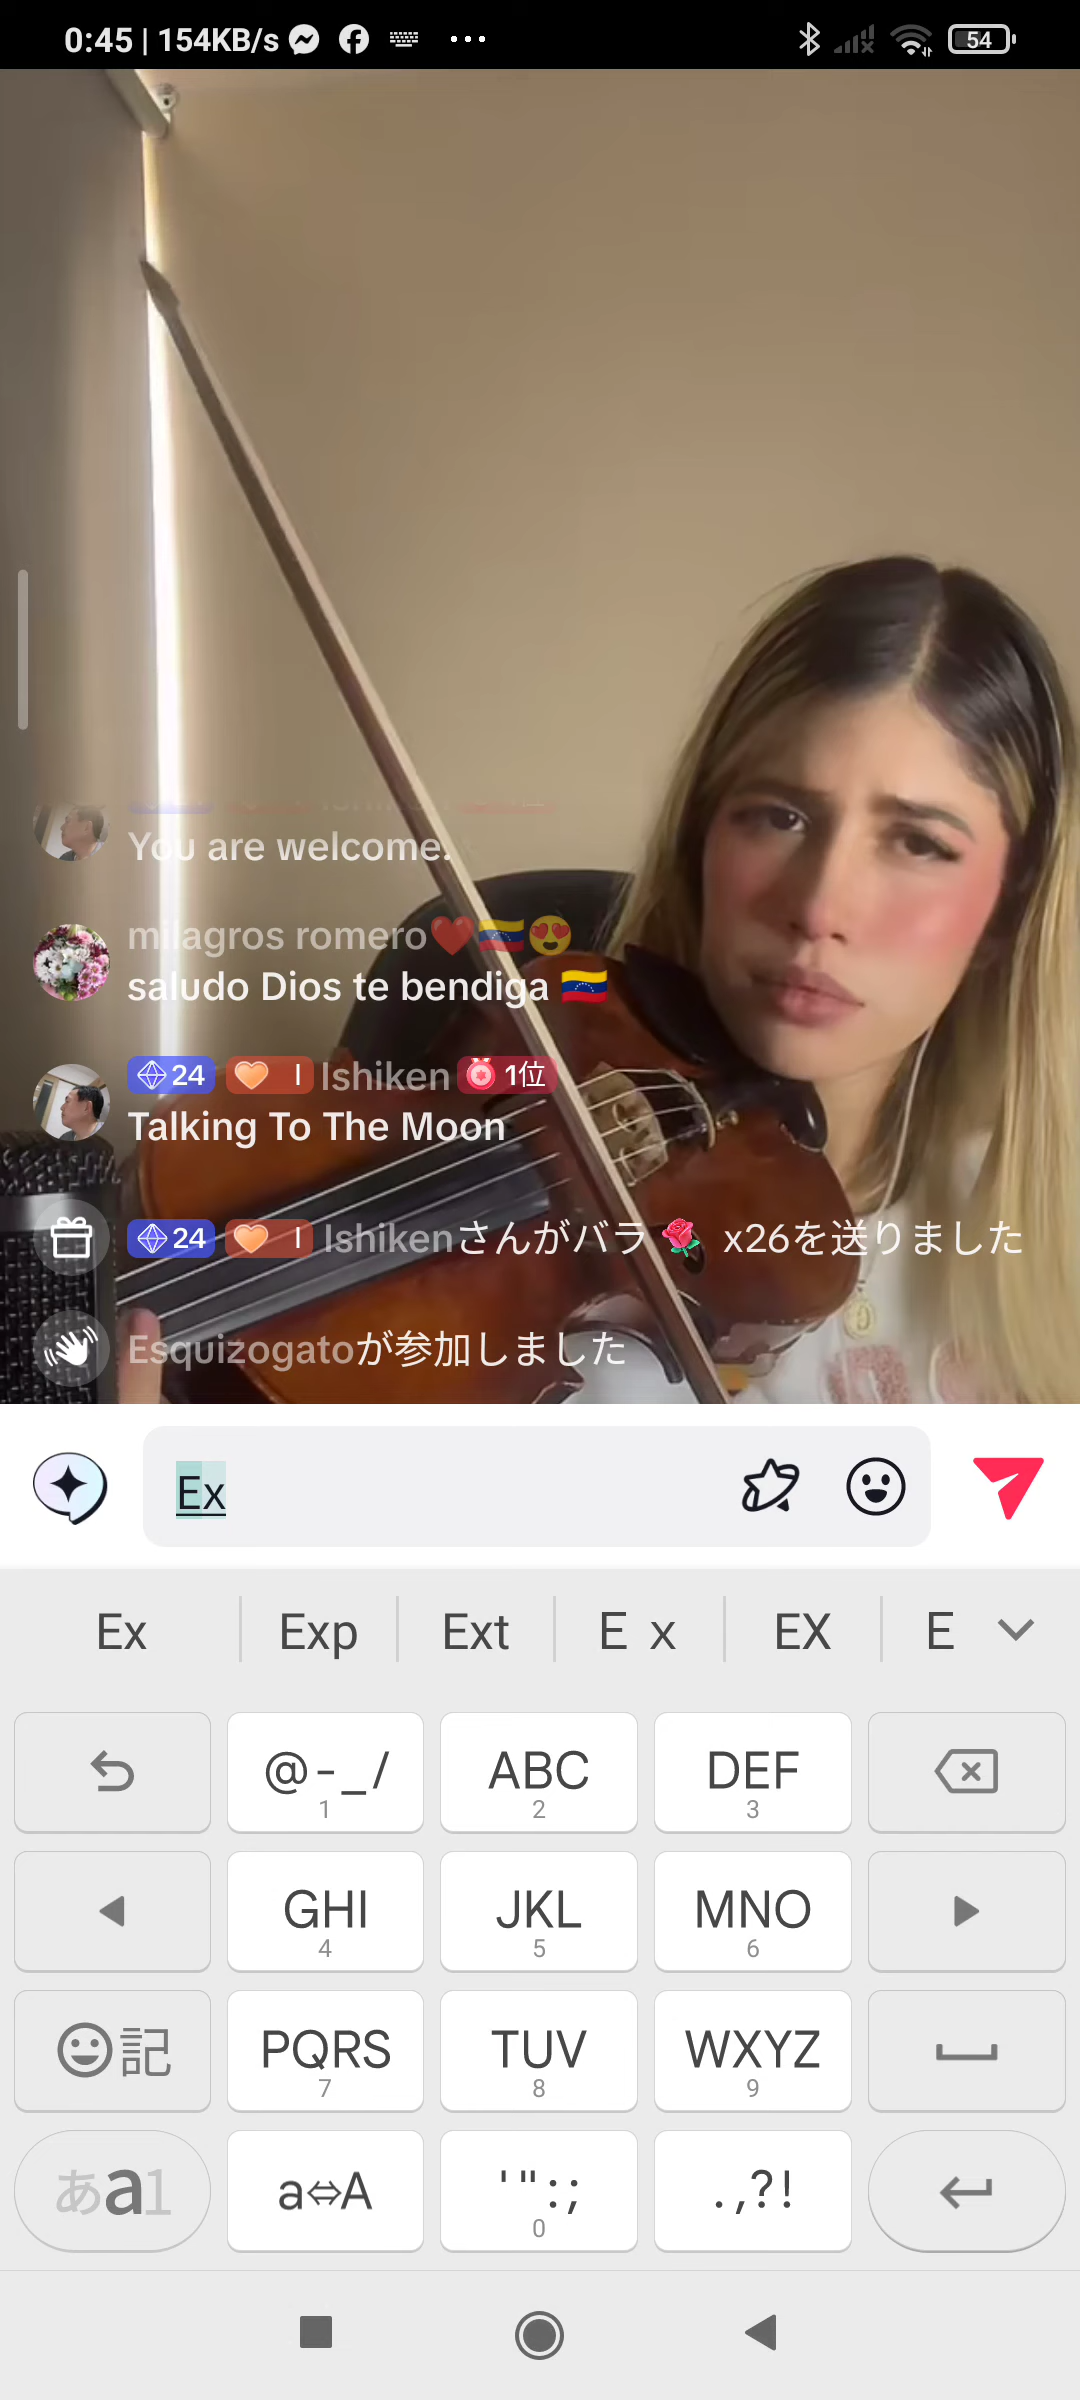 0:45 | 154KB/s 54
Ishiken
You are welcome.
milagros romero❤️🇻🇪😍
saludo Dios te bendiga 🇻🇪
24 I Ishiken 1位
Talking To The Moon
24 I Ishikenさんがバラ 🌹 x26を送りました
Esquizogatoが参加しました
Ex
Ex Exp Ext E x EX E
@-_/ ABC DEF
1 2 3
GHI JKL MNO
4 5 6
記 PQRS TUV WXYZ
7 8 9
あa1 a⇔A '":; .,?!
0